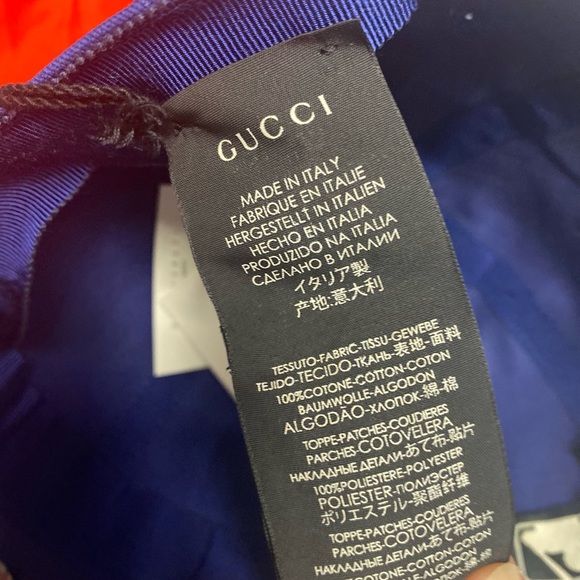 GUCCI
MADE IN ITALY
FABRIQUE EN ITALIE
HERGESTELLT IN ITALIEN
HECHO EN ITALIA
PRODUZIDO NA ITALIA
СДЕЛАНО В ИТАЛИИ
イタリア製
产地:意大利
TESSUTO-FABRIC-TISSU-GEWEBE
TEJIDO-TECIDO-ТКАНЬ-表地-面料
100%COTONE-COTTON-COTON
BAUMWOLLE-ALGODON
ALGODÃO-ХЛОПОК-綿-棉
TOPPE-PATCHES-COUDIERES
PARCHES-COTOVELERA
НАКЛАДНЫЕ ДЕТАЛИ-あて布-贴片
100%POLIESTERE-POLYESTER
POLIESTER-ПОЛИЭСТЕР
ポリエステル-聚酯纤维
TOPPE-PATCHES-COUDIERES
PARCHES-COTOVELERA
НАКЛАДНЫЕ ДЕТАЛИ-あて布-贴片